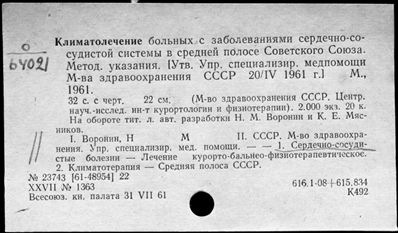 О
64021
Климатолечение больных с заболеваниями сердечно-со-
судистой системы в средней полосе Советского Союза.
Метод. указания. [Утв. Упр. специализир. медпомощи
М-ва здравоохранения СССР 20/IV 1961 г.] М.,
1961.
32 с. с черт. 22 см. (М-во здравоохранения СССР. Центр.
науч.-исслед. ин-т курортологии и физиотерапии). 2.000 экз. 20 к.
На обороте тит. л. авт. разработки Н. М. Воронин и К. Е. Мяс-
ников.
I. Воронин, Н М II. СССР. М-во здравоохра-
нения. Упр. специализир. мед. помощи. — — 1. Сердечно-сосуди-
стые болезни — Лечение курортно-бальнео-физиотерапевтическое.
2. Климатотерапия — Средняя полоса СССР.
№ 23743 [61-48954] 22
XXVII № 1363 616.1-08+615.834
Всесоюз. кн. палата 31 VII 61 К492